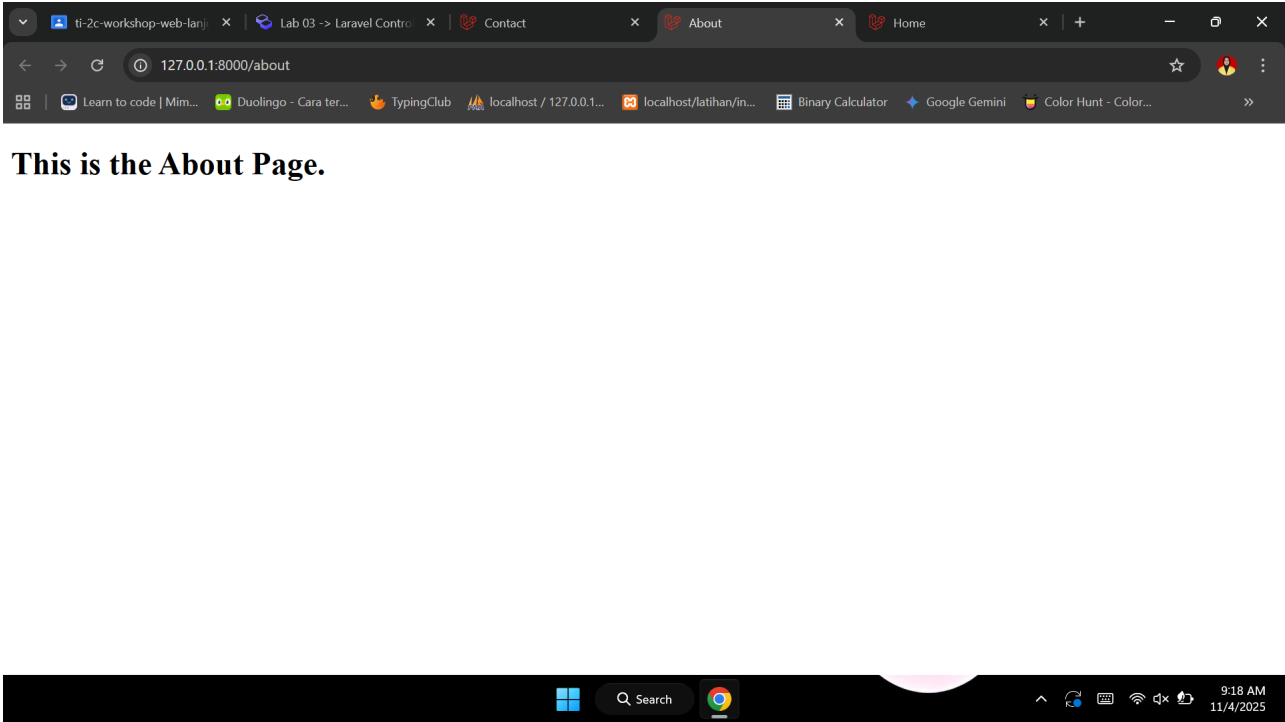 ti-2c-workshop-web-lanj
Lab 03 -> Laravel Contro
Contact
About
Home
127.0.0.1:8000/about
Learn to code | Mim...
Duolingo - Cara ter...
TypingClub
localhost / 127.0.0.1...
localhost/latihan/in...
Binary Calculator
Google Gemini
Color Hunt - Color...
This is the About Page.
Search
9:18 AM
11/4/2025